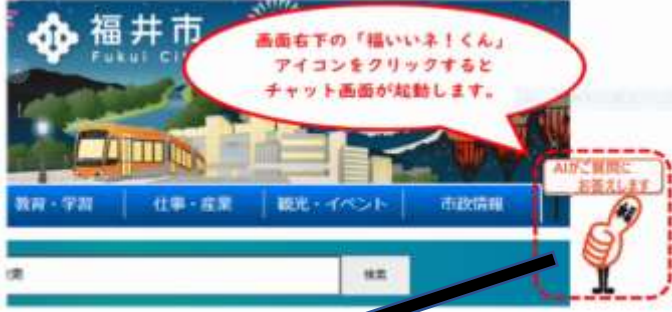 福井市
Fukui City
画面右下の「福いいネ！くん」
アイコンをクリックすると
チャット画面が起動します。
AIがご質問に
お答えします
教育・学習
仕事・産業
観光・イベント
市政情報
検索